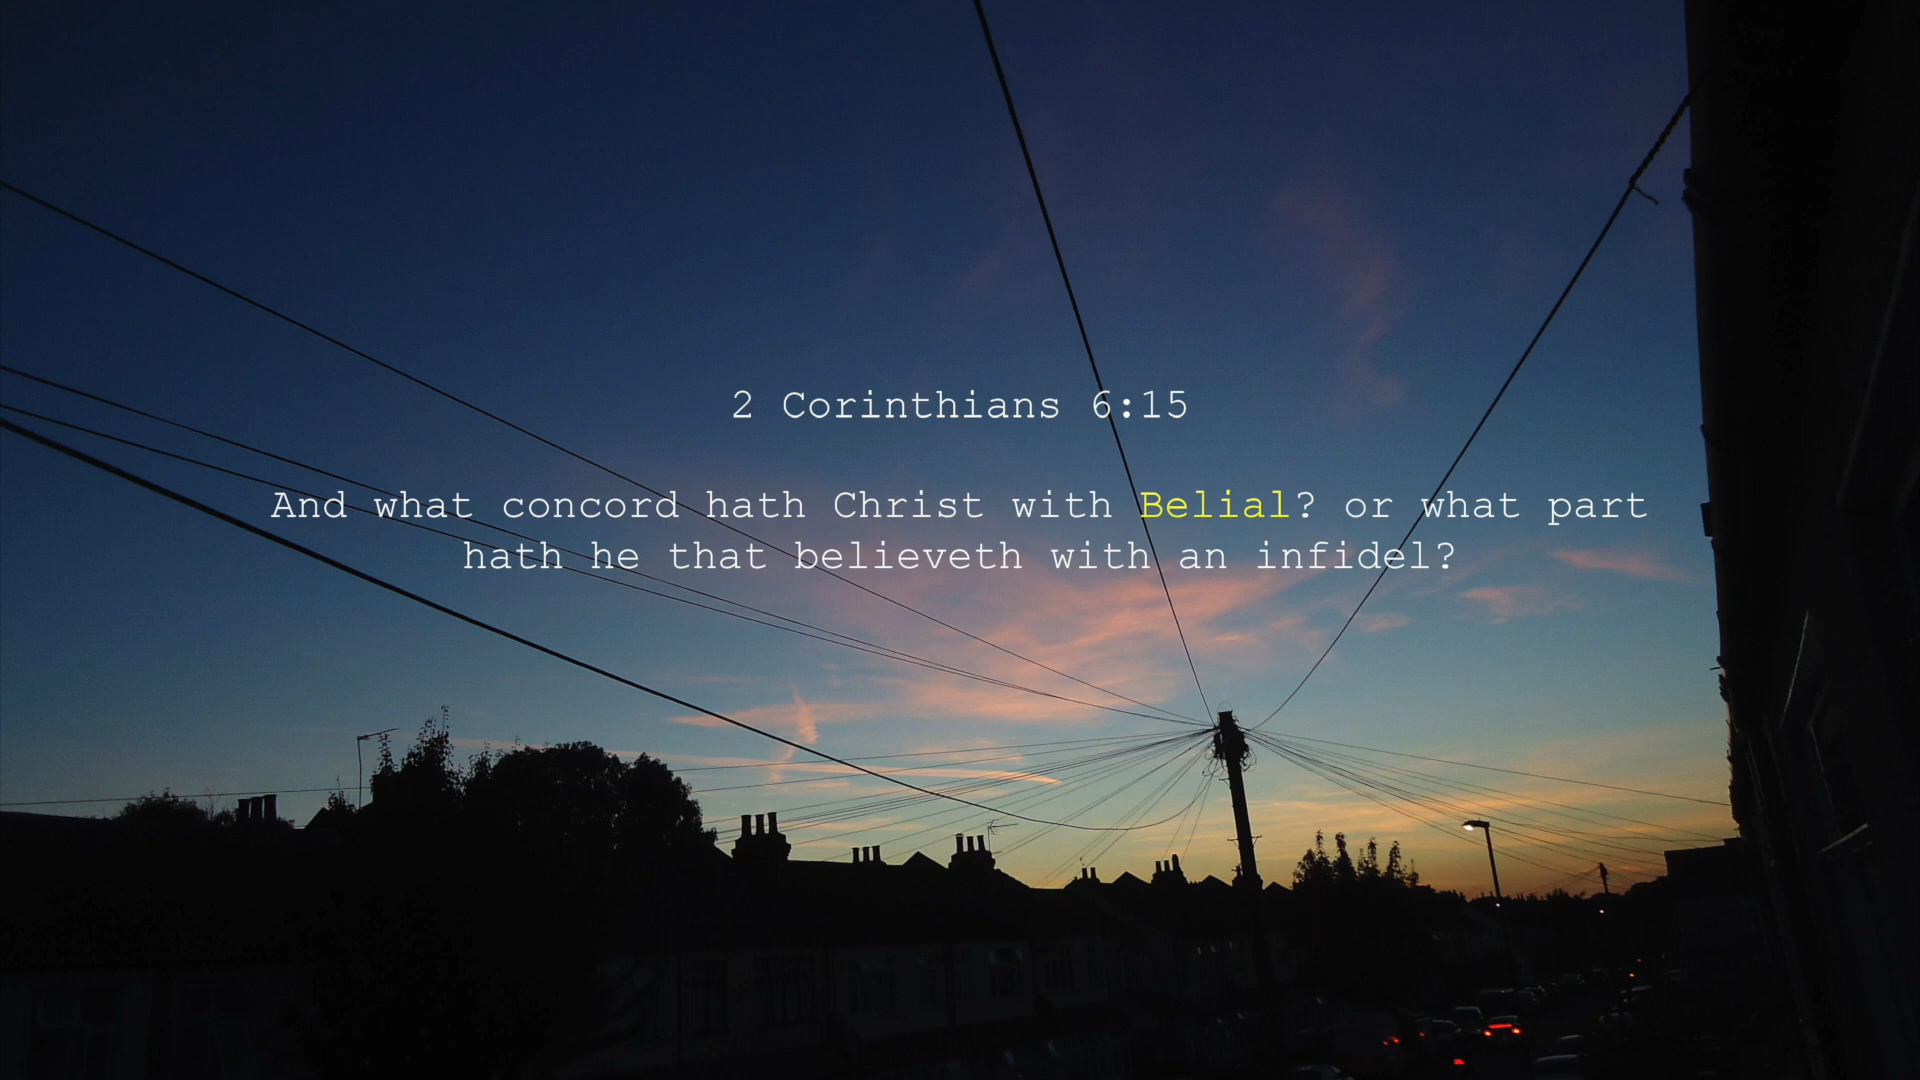 2 Corinthians 6:15
And what concord hath Christ with Belial? or what part
hath he that believeth with an infidel?